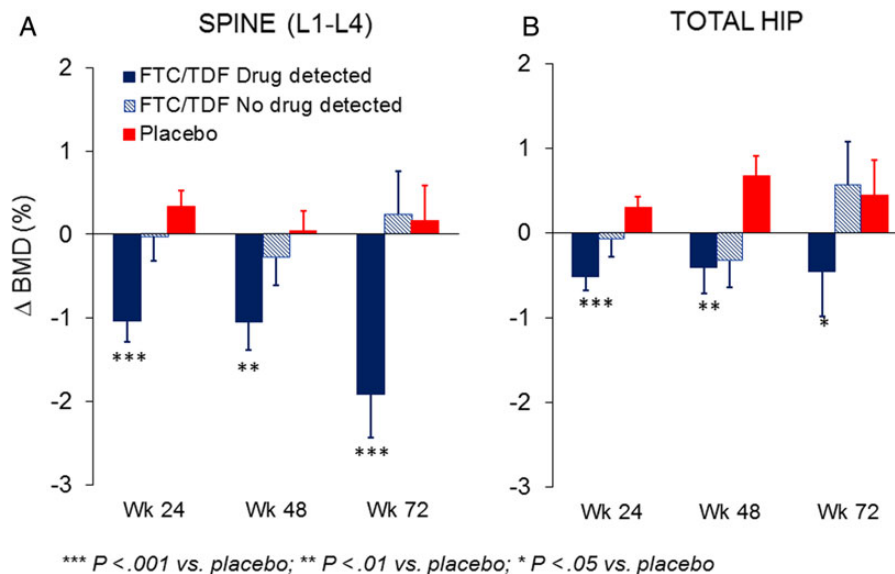 A
SPINE (L1-L4)
2
1
0
-1
-2
-3
Δ BMD (%)
FTC/TDF Drug detected
FTC/TDF No drug detected
Placebo
***
**
***
Wk 24
Wk 48
Wk 72
B
TOTAL HIP
2
1
0
-1
-2
-3
***
**
*
Wk 24
Wk 48
Wk 72
*** P <.001 vs. placebo; ** P <.01 vs. placebo; * P <.05 vs. placebo